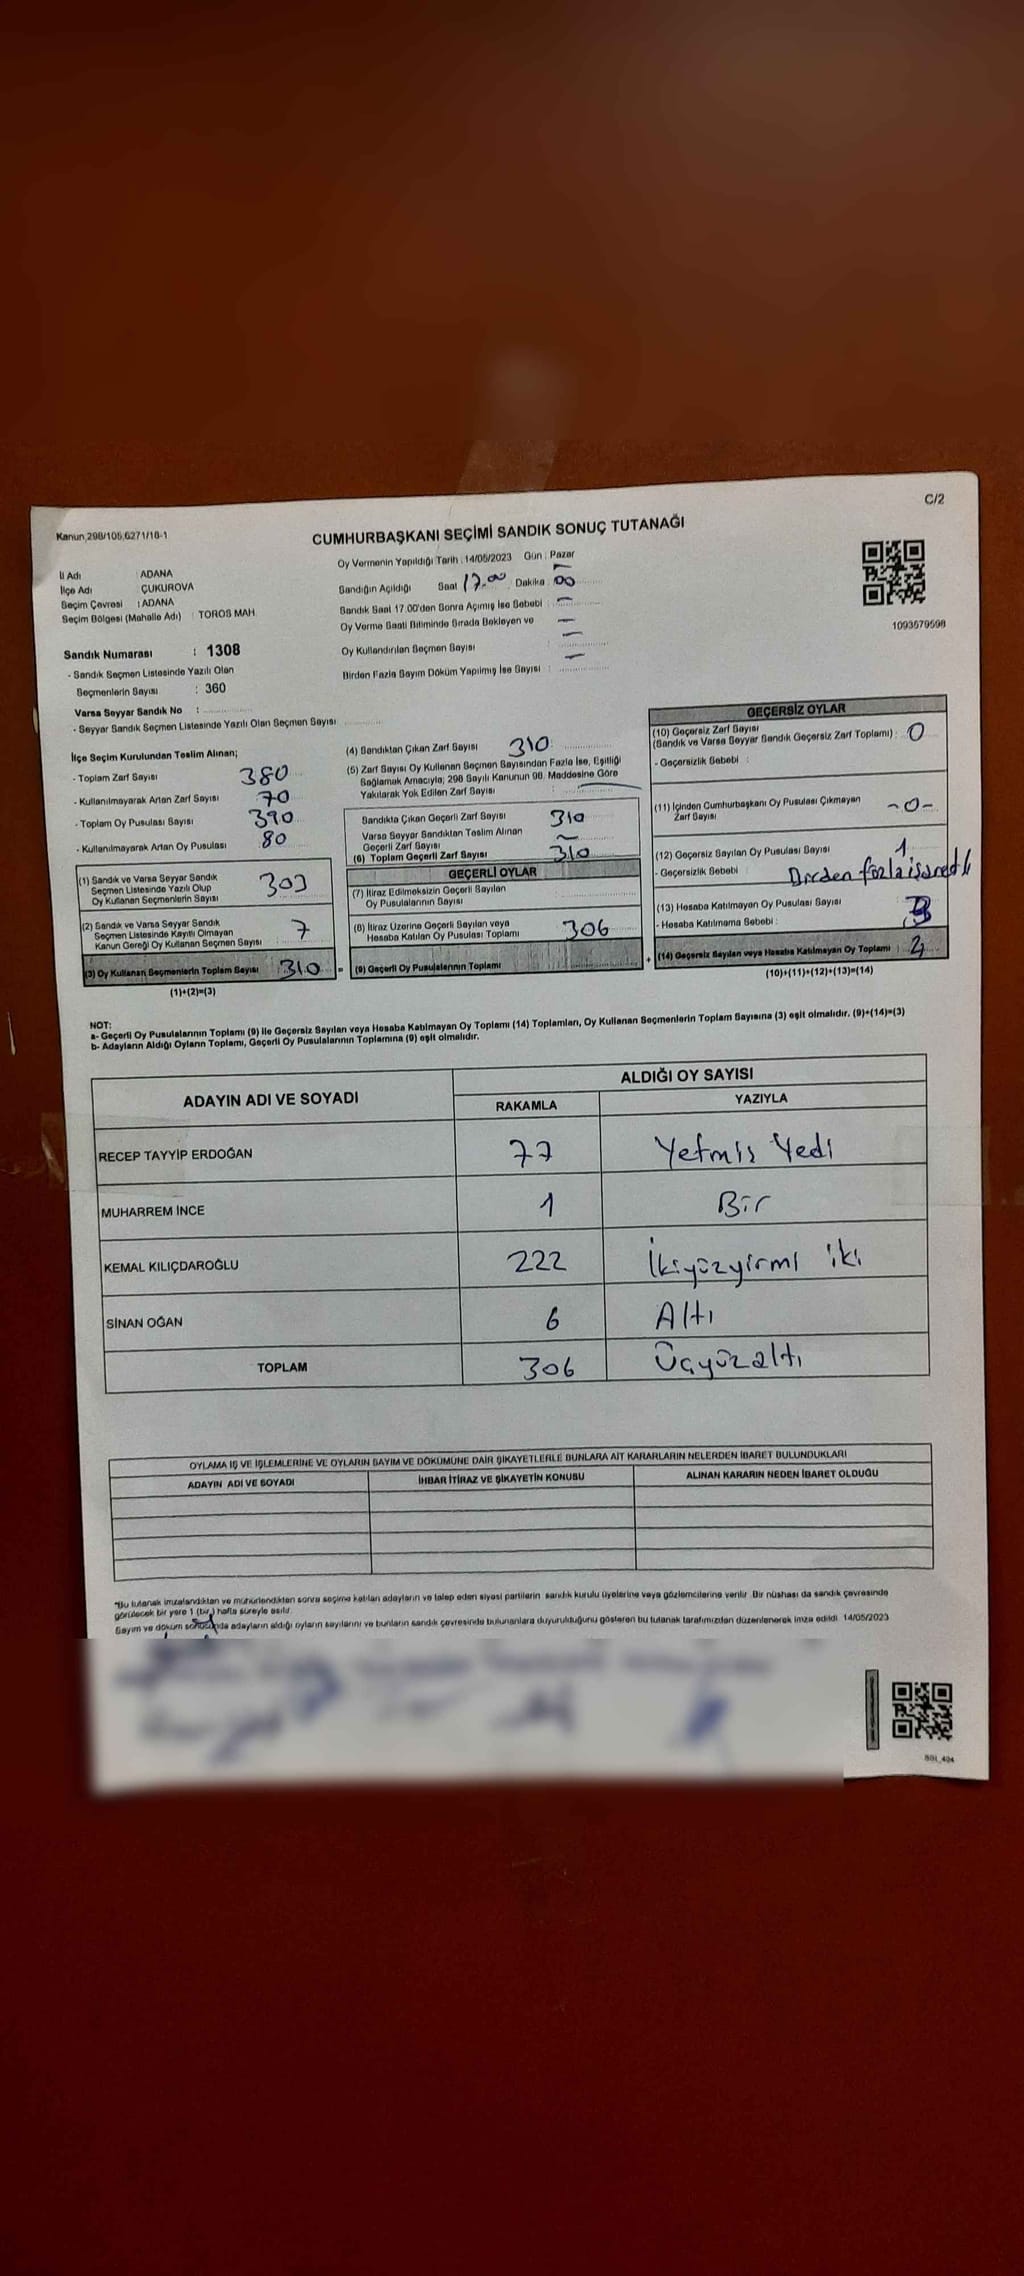 C/2
Kanun,298/105,6271/18-1
CUMHURBAŞKANI SEÇİMİ SANDIK SONUÇ TUTANAĞI
Oy Vermenin Yapıldığı Tarih : 14/05/2023 Gün : Pazar
İl Adı : ADANA
İlçe Adı : ÇUKUROVA
Seçim Çevresi : ADANA
Seçim Bölgesi (Mahalle Adı) : TOROS MAH.
Sandığın Açıldığı Saat 17.00 Dakika : 00
Sandık Saat 17.00'den Sonra Açımış İse Sebebi : -
Oy Verme Saati Bitiminde Sırada Bekleyen ve
Oy Kullandırılan Seçmen Sayısı : -
Birden Fazla Sayım Döküm Yapılmış İse Sayısı : -
1093679598
Sandık Numarası : 1308
- Sandık Seçmen Listesinde Yazılı Olan
Seçmenlerin Sayısı : 360
Varsa Seyyar Sandık No :
- Seyyar Sandık Seçmen Listesinde Yazılı Olan Seçmen Sayısı
İlçe Seçim Kurulundan Teslim Alınan;
- Toplam Zarf Sayısı 380
- Kullanılmayarak Artan Zarf Sayısı 70
- Toplam Oy Pusulası Sayısı 390
- Kullanılmayarak Artan Oy Pusulası 80
(1) Sandık ve Varsa Seyyar Sandık
Seçmen Listesinde Yazılı Olup
Oy Kullanan Seçmenlerin Sayısı 303
(2) Sandık ve Varsa Seyyar Sandık
Seçmen Listesinde Kayıtlı Olmayan
Kanun Gereği Oy Kullanan Seçmen Sayısı 7
(3) Oy Kullanan Seçmenlerin Toplam Sayısı 310 =
(1)+(2)=(3)
(4) Sandıktan Çıkan Zarf Sayısı 310
(5) Zarf Sayısı Oy Kullanan Seçmen Sayısından Fazla İse, Eşitliği
Sağlamak Amacıyla; 298 Sayılı Kanunun 98. Maddesine Göre
Yakılarak Yok Edilen Zarf Sayısı :
Sandıkta Çıkan Geçerli Zarf Sayısı 310
Varsa Seyyar Sandıktan Teslim Alınan
Geçerli Zarf Sayısı -
(6) Toplam Geçerli Zarf Sayısı 310
GEÇERLİ OYLAR
(7) İtiraz Edilmeksizin Geçerli Sayılan
Oy Pusulalarının Sayısı
(8) İtiraz Üzerine Geçerli Sayılan veya
Hesaba Katılan Oy Pusulası Toplamı 306
(9) Geçerli Oy Pusulalarının Toplamı +
GEÇERSİZ OYLAR
(10) Geçersiz Zarf Sayısı
(Sandık ve Varsa Seyyar Sandık Geçersiz Zarf Toplamı) : 0
- Geçersizlik Sebebi :
(11) İçinden Cumhurbaşkanı Oy Pusulası Çıkmayan
Zarf Sayısı -0-
(12) Geçersiz Sayılan Oy Pusulası Sayısı 1
- Geçersizlik Sebebi : Birden fazla işaretli
(13) Hesaba Katılmayan Oy Pusulası Sayısı 3
- Hesaba Katılmama Sebebi :
(14) Geçersiz Sayılan veya Hesaba Katılmayan Oy Toplamı :
(10)+(11)+(12)+(13)=(14)
NOT:
a- Geçerli Oy Pusulalarının Toplamı (9) ile Geçersiz Sayılan veya Hesaba Katılmayan Oy Toplamı (14) Toplamları, Oy Kullanan Seçmenlerin Toplam Sayısına (3) eşit olmalıdır. (9)+(14)=(3)
b- Adayların Aldığı Oyların Toplamı, Geçerli Oy Pusulalarının Toplamına (9) eşit olmalıdır.
ADAYIN ADI VE SOYADI
ALDIĞI OY SAYISI
RAKAMLA YAZIYLA
RECEP TAYYİP ERDOĞAN 77 Yetmiş Yedi
MUHARREM İNCE 1 Bir
KEMAL KILIÇDAROĞLU 222 İkiyüzyirmi iki
SİNAN OĞAN 6 Altı
TOPLAM 306 Üçyüzaltı
OYLAMA İŞ VE İŞLEMLERİNE VE OYLARIN SAYIM VE DÖKÜMÜNE DAİR ŞİKAYETLERLE BUNLARA AİT KARARLARIN NELERDEN İBARET BULUNDUKLARI
ADAYIN ADI VE SOYADI İHBAR İTİRAZ VE ŞİKAYETİN KONUSU ALINAN KARARIN NEDEN İBARET OLDUĞU
*Bu tutanak imzalandıktan ve mühürlendikten sonra seçime katılan adayların ve talep eden siyasi partilerin sandık kurulu üyelerine veya gözlemcilerine verilir. Bir nüshası da sandık çevresinde
görülecek bir yere 1 (bir) hafta süreyle asılır.
Sayım ve döküm sonucunda adayların aldığı oyların sayılarını ve bunların sandık çevresinde bulunanlara duyurulduğunu gösteren bu tutanak tarafımızdan düzenlenerek imza edildi. 14/05/2023